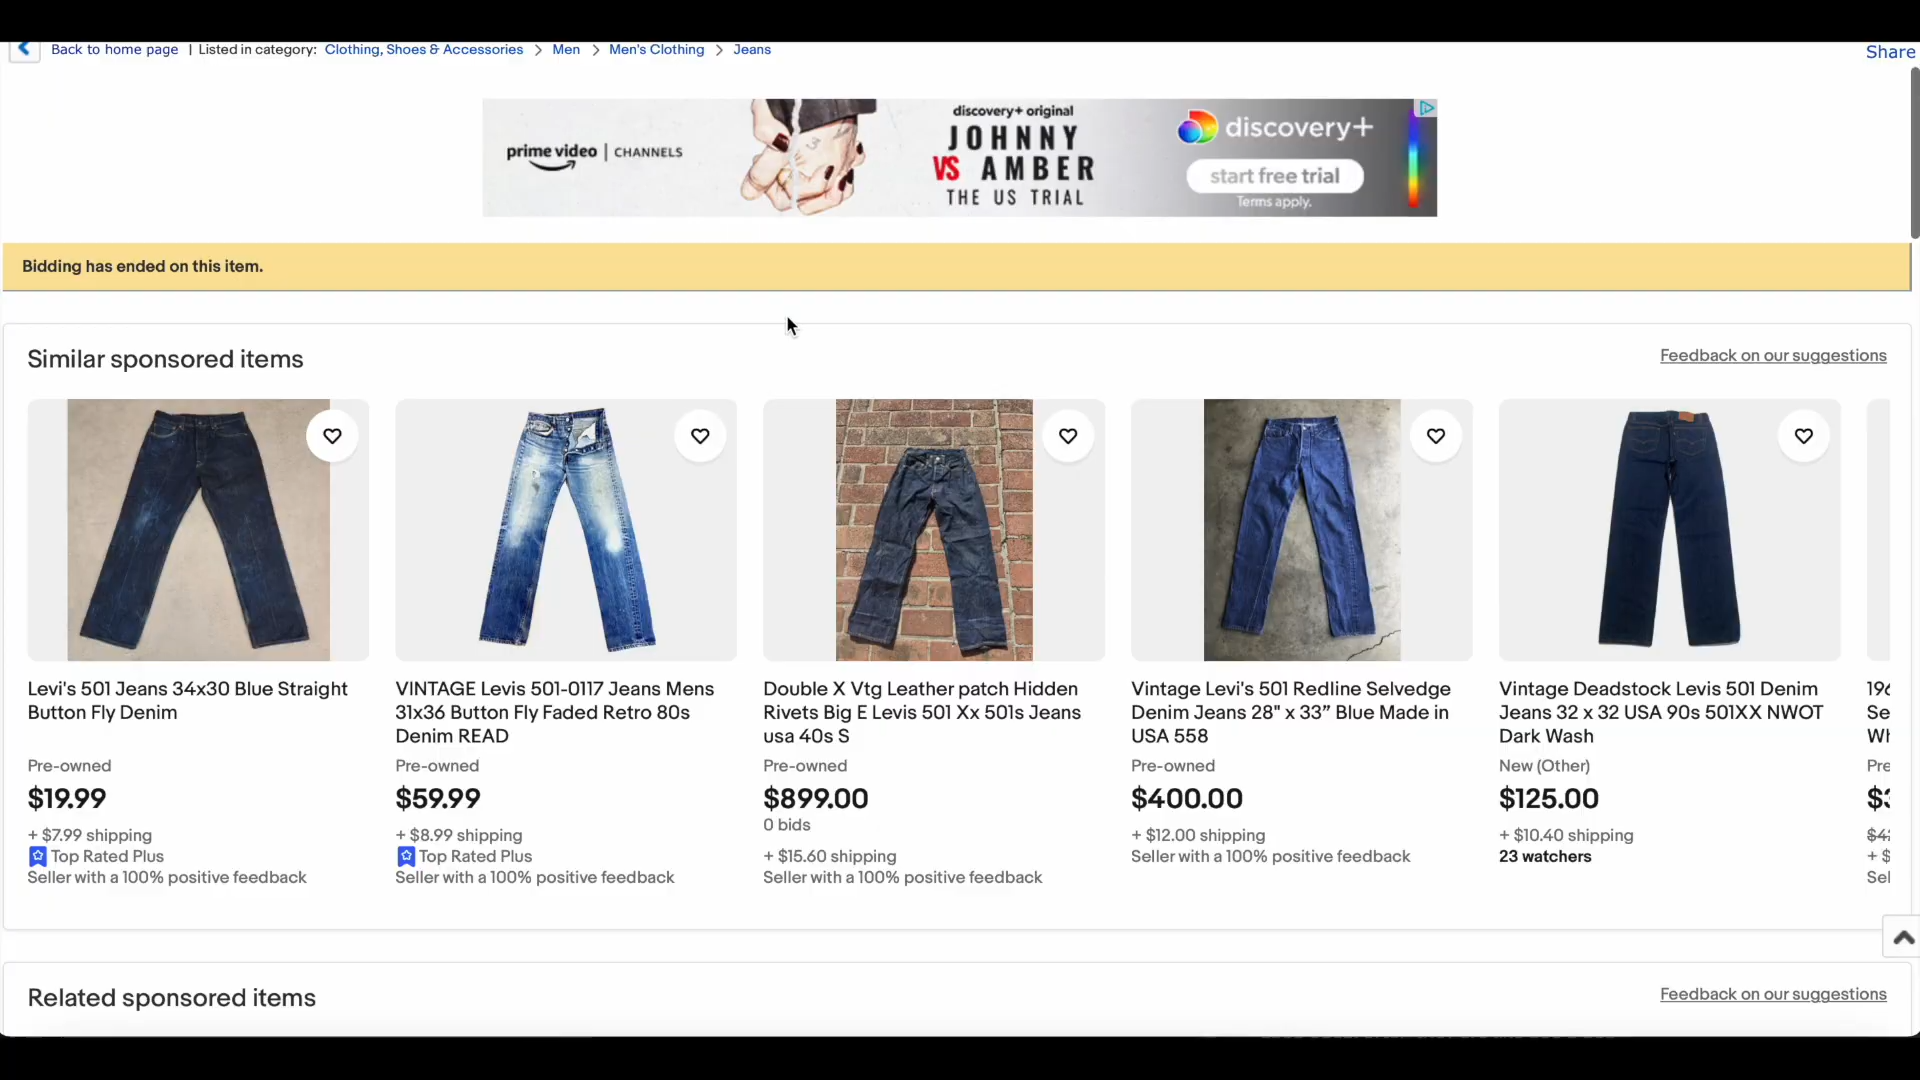 Back to home page | Listed in category: Clothing, Shoes & Accessories > Men > Men's Clothing > Jeans
Share
prime video | CHANNELS
discovery+ original
JOHNNY
VS AMBER
THE US TRIAL
discovery+
start free trial
Terms apply.
Bidding has ended on this item.
Similar sponsored items
Feedback on our suggestions
Levi's 501 Jeans 34x30 Blue Straight
Button Fly Denim
Pre-owned
$19.99
+ $7.99 shipping
Top Rated Plus
Seller with a 100% positive feedback
VINTAGE Levis 501-0117 Jeans Mens
31x36 Button Fly Faded Retro 80s
Denim READ
Pre-owned
$59.99
+ $8.99 shipping
Top Rated Plus
Seller with a 100% positive feedback
Double X Vtg Leather patch Hidden
Rivets Big E Levis 501 Xx 501s Jeans
usa 40s S
Pre-owned
$899.00
0 bids
+ $15.60 shipping
Seller with a 100% positive feedback
Vintage Levi's 501 Redline Selvedge
Denim Jeans 28" x 33” Blue Made in
USA 558
Pre-owned
$400.00
+ $12.00 shipping
Seller with a 100% positive feedback
Vintage Deadstock Levis 501 Denim
Jeans 32 x 32 USA 90s 501XX NWOT
Dark Wash
New (Other)
$125.00
+ $10.40 shipping
23 watchers
196
Se
Wh
Pre
+ $
Sel
Related sponsored items
Feedback on our suggestions